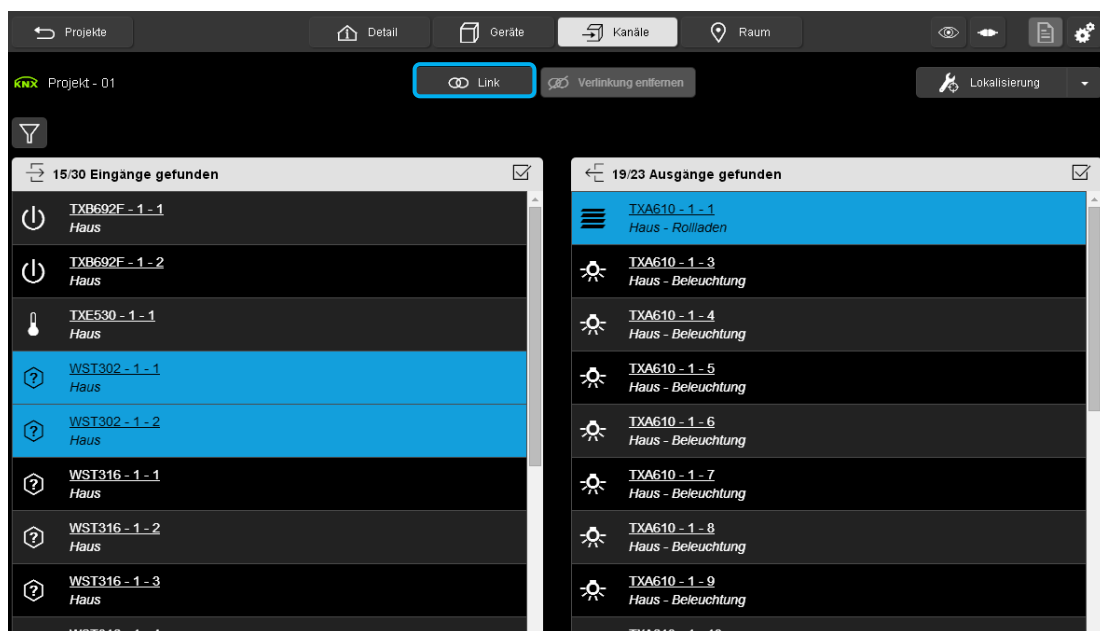 Projekte
Detail
Geräte
Kanäle
Raum
KNX Projekt - 01
Link
Verlinkung entfernen
Lokalisierung
15/30 Eingänge gefunden
TXB692F - 1 - 1
Haus
TXB692F - 1 - 2
Haus
TXE530 - 1 - 1
Haus
WST302 - 1 - 1
Haus
WST302 - 1 - 2
Haus
WST316 - 1 - 1
Haus
WST316 - 1 - 2
Haus
WST316 - 1 - 3
Haus
19/23 Ausgänge gefunden
TXA610 - 1 - 1
Haus - Rollladen
TXA610 - 1 - 3
Haus - Beleuchtung
TXA610 - 1 - 4
Haus - Beleuchtung
TXA610 - 1 - 5
Haus - Beleuchtung
TXA610 - 1 - 6
Haus - Beleuchtung
TXA610 - 1 - 7
Haus - Beleuchtung
TXA610 - 1 - 8
Haus - Beleuchtung
TXA610 - 1 - 9
Haus - Beleuchtung